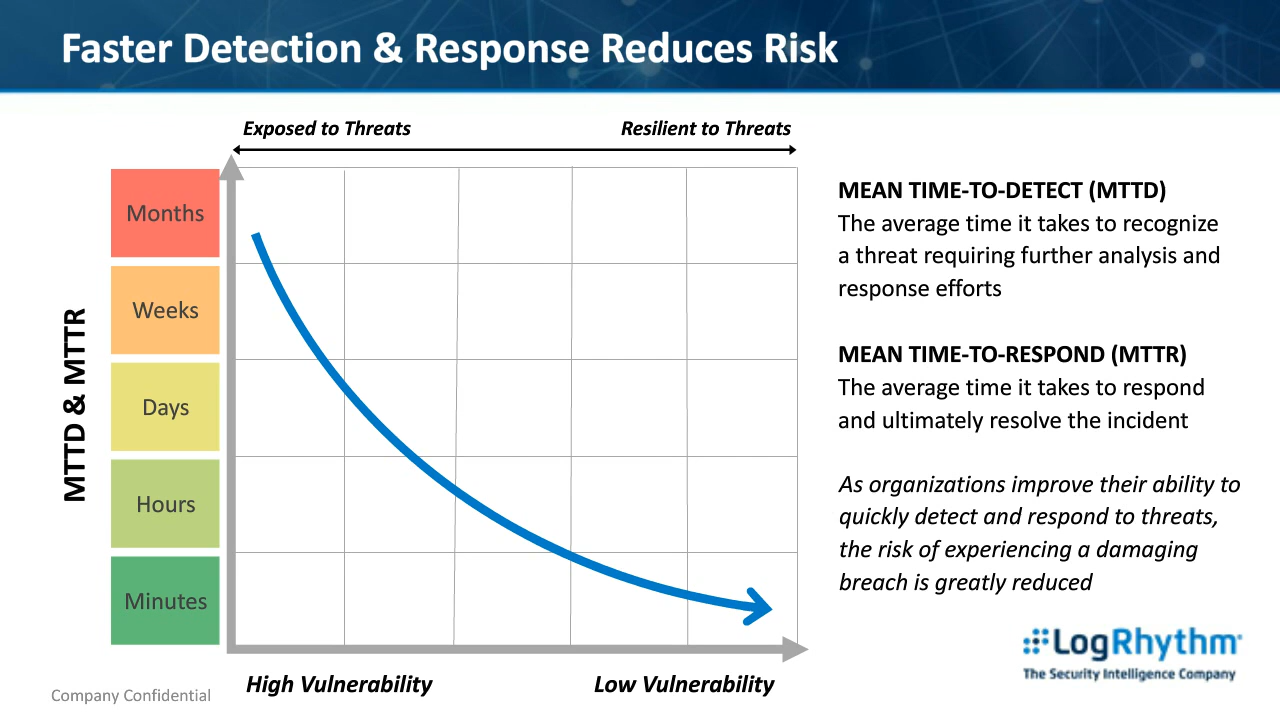 Faster Detection & Response Reduces Risk
Exposed to Threats
Resilient to Threats
MTTD & MTTR
Months
Weeks
Days
Hours
Minutes
High Vulnerability
Low Vulnerability
MEAN TIME-TO-DETECT (MTTD)
The average time it takes to recognize
a threat requiring further analysis and
response efforts
MEAN TIME-TO-RESPOND (MTTR)
The average time it takes to respond
and ultimately resolve the incident
As organizations improve their ability to
quickly detect and respond to threats,
the risk of experiencing a damaging
breach is greatly reduced
LogRhythm
The Security Intelligence Company
Company Confidential